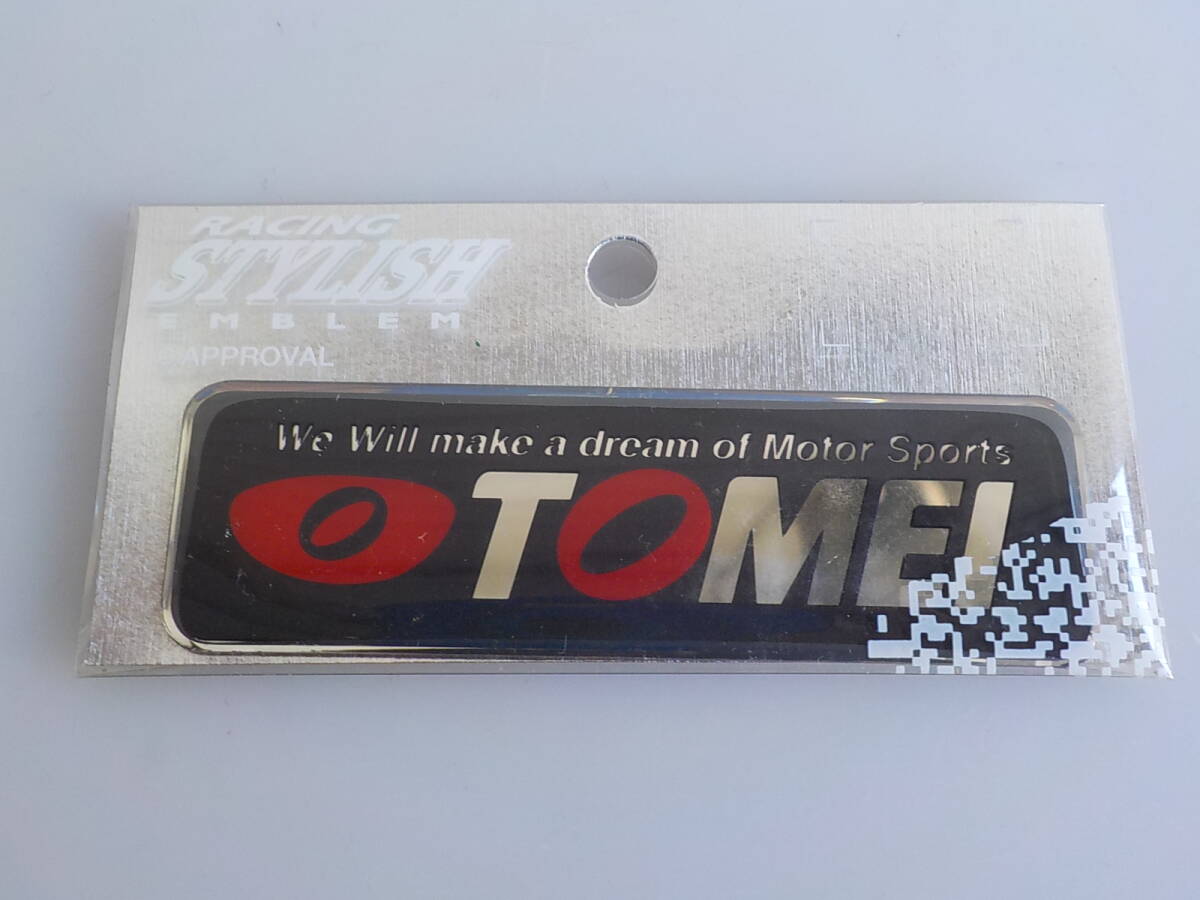 RACING
STYLISH
EMBLEM
APPROVAL
We Will make a dream of Motor Sports
TOMEI